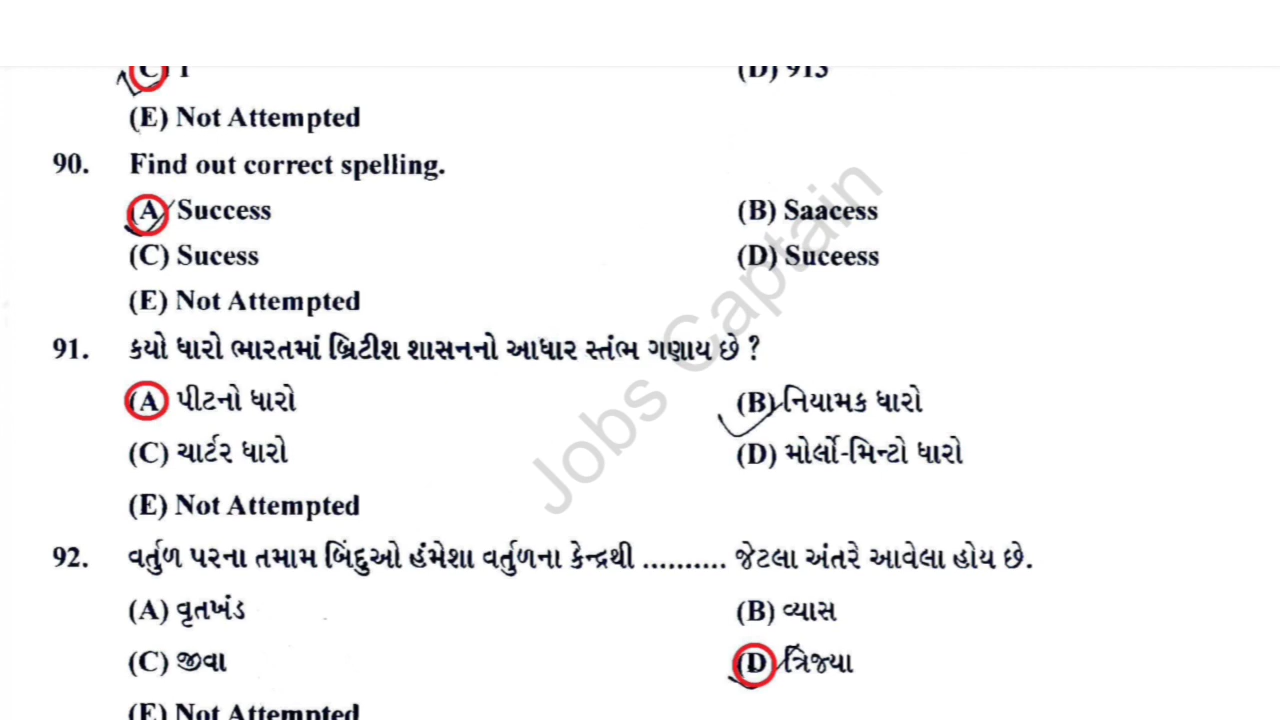 (C) 1 (D) 913
(E) Not Attempted
90. Find out correct spelling.
(A) Success (B) Saacess
(C) Sucess (D) Suceess
(E) Not Attempted
91. કયો ધારો ભારતમાં બ્રિટીશ શાસનનો આધાર સ્તંભ ગણાય છે ?
(A) પીટનો ધારો (B) નિયામક ધારો
(C) ચાર્ટર ધારો (D) મોર્લો-મિન્ટો ધારો
(E) Not Attempted
92. વર્તુળ પરના તમામ બિંદુઓ હંમેશા વર્તુળના કેન્દ્રથી .......... જેટલા અંતરે આવેલા હોય છે.
(A) વૃતખંડ (B) વ્યાસ
(C) જીવા (D) ત્રિજ્યા
(E) Not Attempted
Jobs Captain